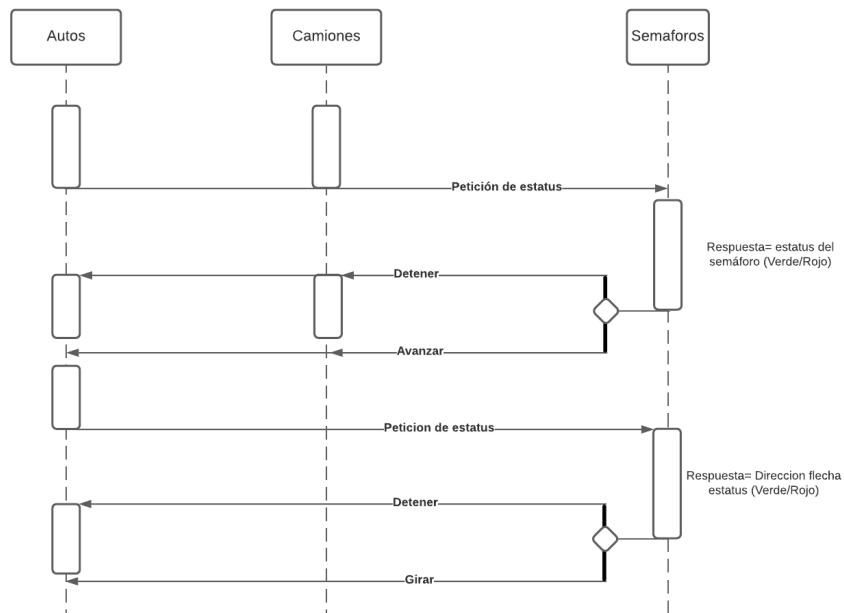 Autos
Camiones
Semaforos
Petición de estatus
Respuesta= estatus del
semáforo (Verde/Rojo)
Detener
Avanzar
Peticion de estatus
Respuesta= Direccion flecha
estatus (Verde/Rojo)
Detener
Girar